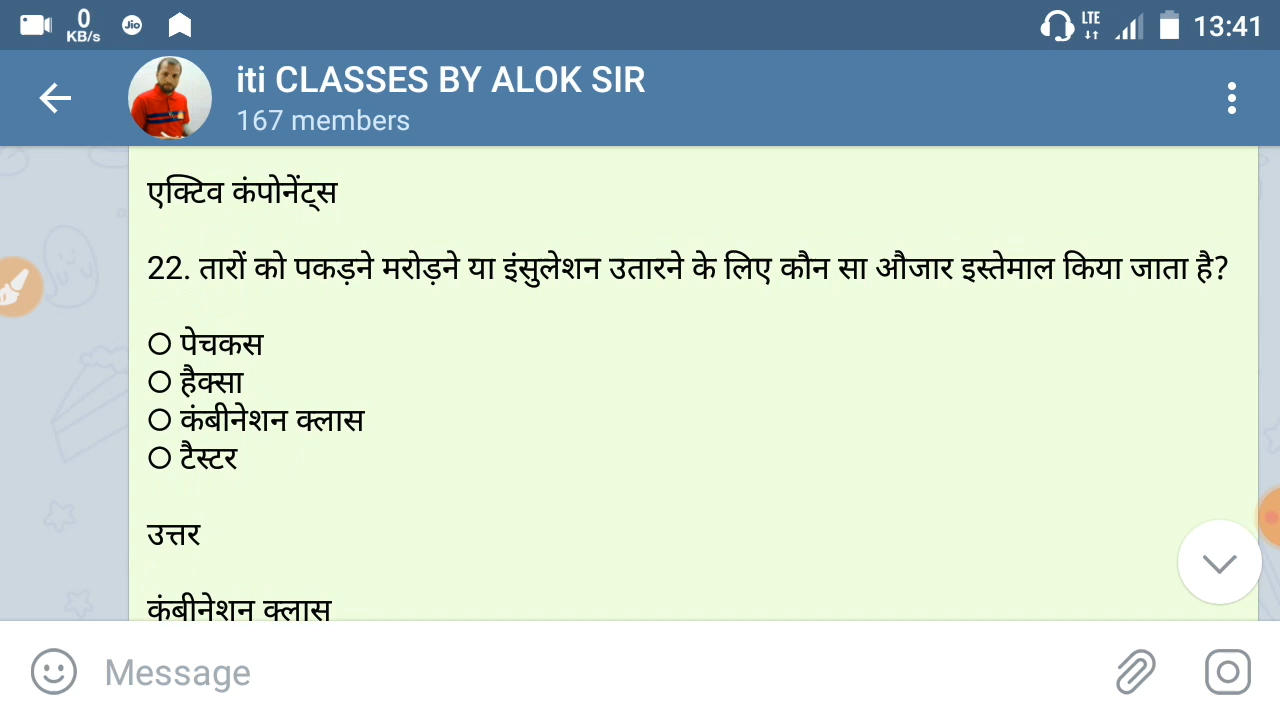 0
KB/s
Jio
LTE
13:41
iti CLASSES BY ALOK SIR
167 members
एक्टिव कंपोनेंट्स
22. तारों को पकड़ने मरोड़ने या इंसुलेशन उतारने के लिए कौन सा औजार इस्तेमाल किया जाता है?
पेचकस
हैक्सा
कंबीनेशन क्लास
टैस्टर
उत्तर
कंबीनेशन क्लास
Message